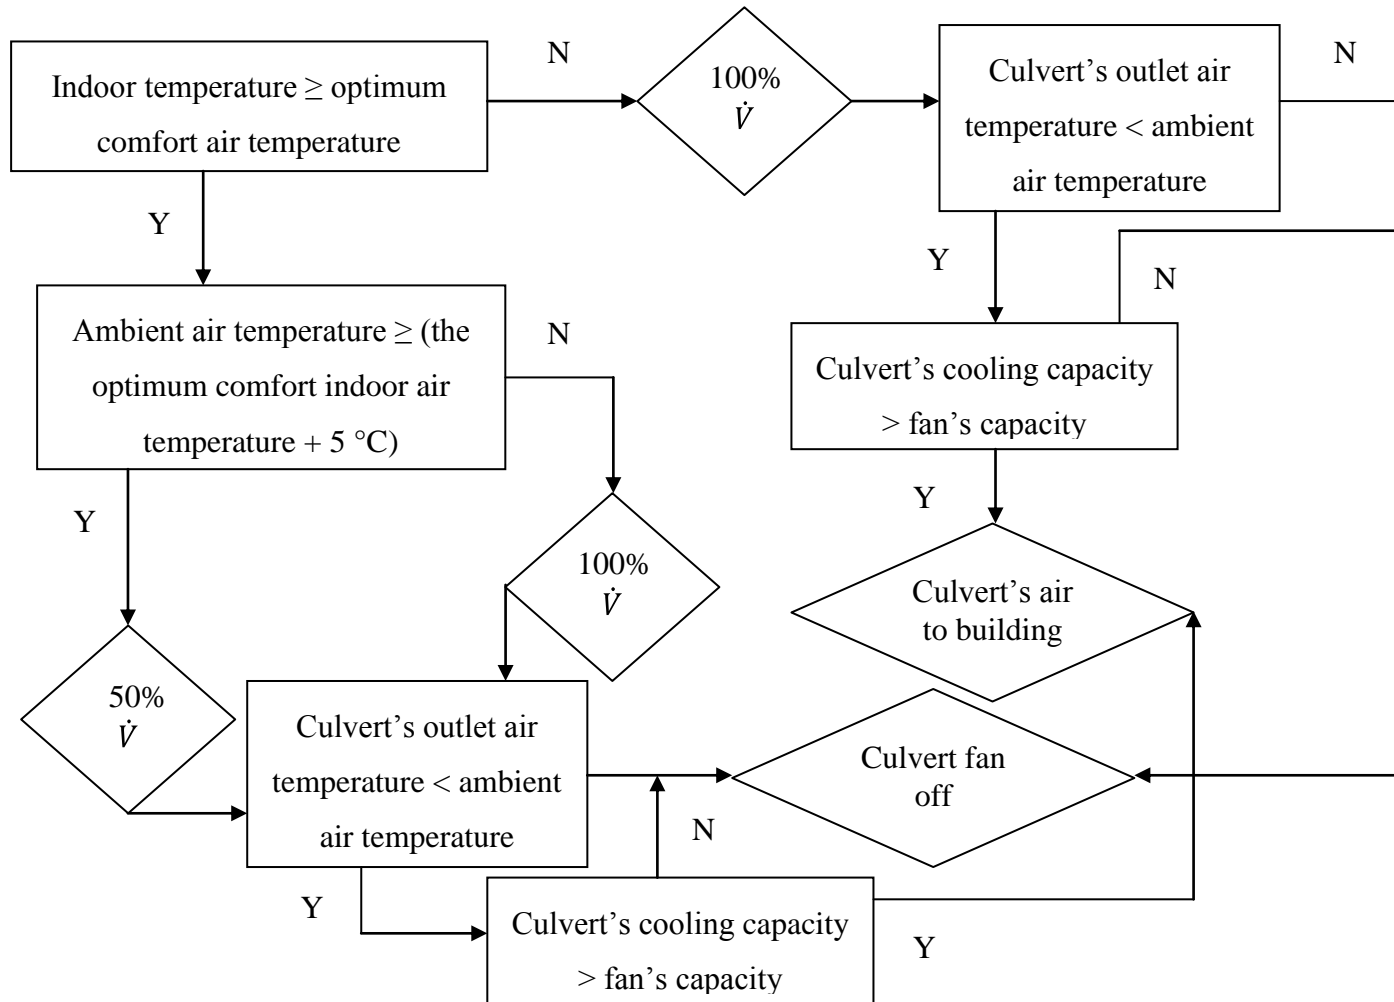 Indoor temperature ≥ optimum
comfort air temperature
N
100%
V̇
Culvert’s outlet air
temperature < ambient
air temperature
N
Y
Y
N
Ambient air temperature ≥ (the
optimum comfort indoor air
temperature + 5 °C)
N
Culvert’s cooling capacity
> fan’s capacity
Y
Y
100%
V̇
Culvert’s air
to building
50%
V̇
Culvert’s outlet air
temperature < ambient
air temperature
Culvert fan
off
N
Y
Culvert’s cooling capacity
> fan’s capacity
Y